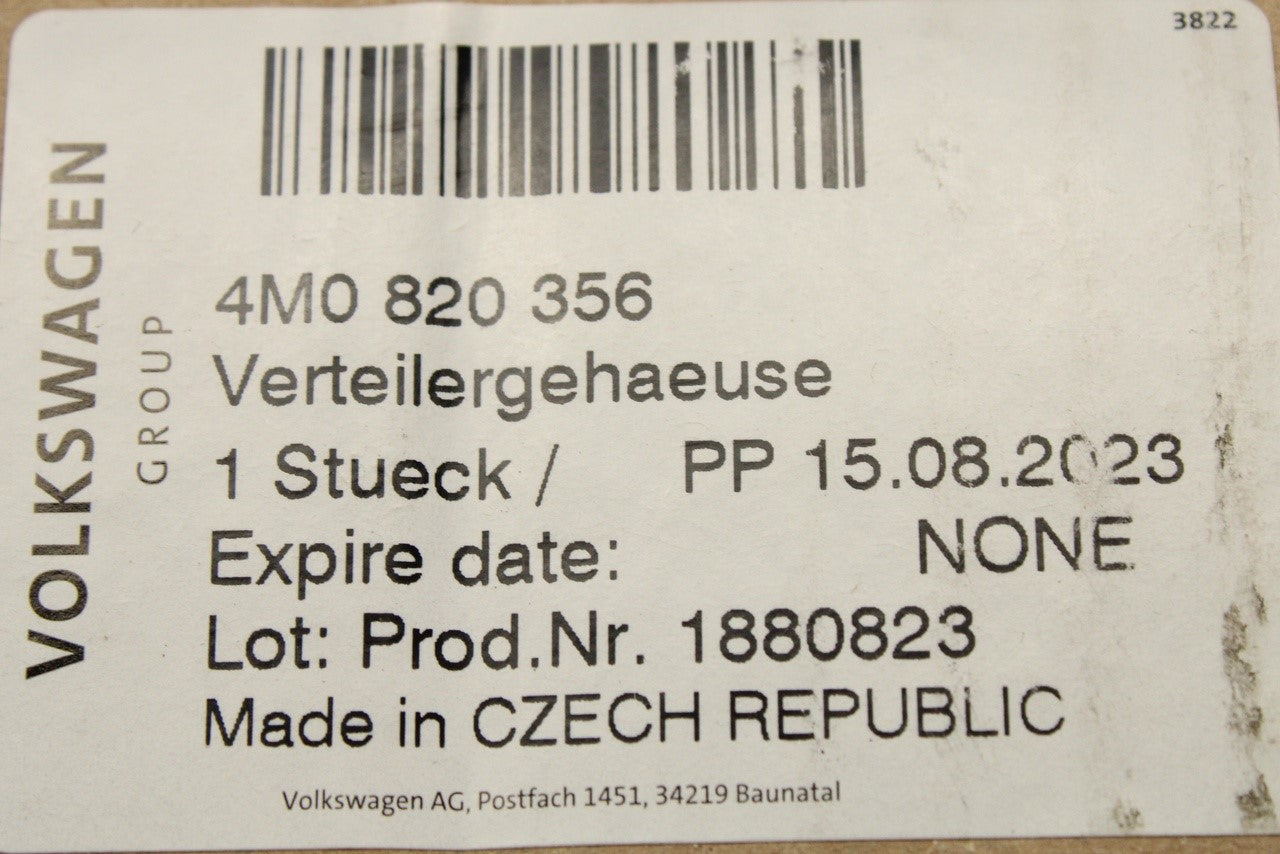 3822
VOLKSWAGEN
GROUP
4M0 820 356
Verteilergehaeuse
1 Stueck / PP 15.08.2023
Expire date: NONE
Lot: Prod.Nr. 1880823
Made in CZECH REPUBLIC
Volkswagen AG, Postfach 1451, 34219 Baunatal